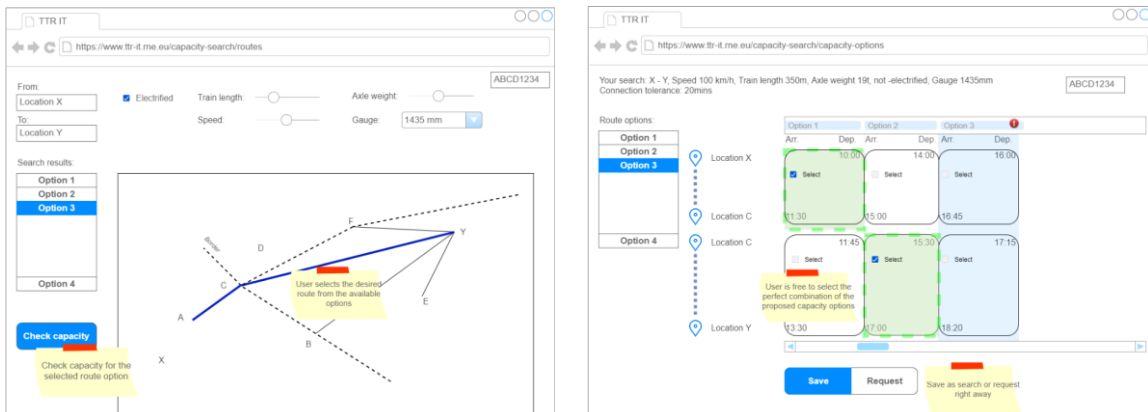 TTR IT
https://www.ttr-it.rne.eu/capacity-search/routes
ABCD1234
From:
Location X
To:
Location Y
Electrified
Train length:
Axle weight:
Speed:
Gauge:
1435 mm
Search results:
Option 1
Option 2
Option 3
Option 4
Check capacity
Check capacity for the
selected route option
Border
D
F
Y
C
User selects the desired
route from the available
options
E
A
B
X
TTR IT
https://www.ttr-it.rne.eu/capacity-search/capacity-options
Your search: X - Y, Speed 100 km/h, Train length 350m, Axle weight 19t, not -electrified, Gauge 1435mm
Connection tolerance: 20mins
ABCD1234
Route options:
Option 1
Option 2
Option 3
Option 4
Option 1
Option 2
Option 3
Arr. Dep. Arr. Dep. Arr. Dep.
Location X
10:00
14:00
16:00
Select
Select
Select
Location C
11:30
15:00
16:45
Location C
11:45
15:30
17:15
Select
Select
Select
User is free to select the
perfect combination of the
proposed capacity options
Location Y
13:30
17:00
18:20
Save
Request
Save as search or request
right away